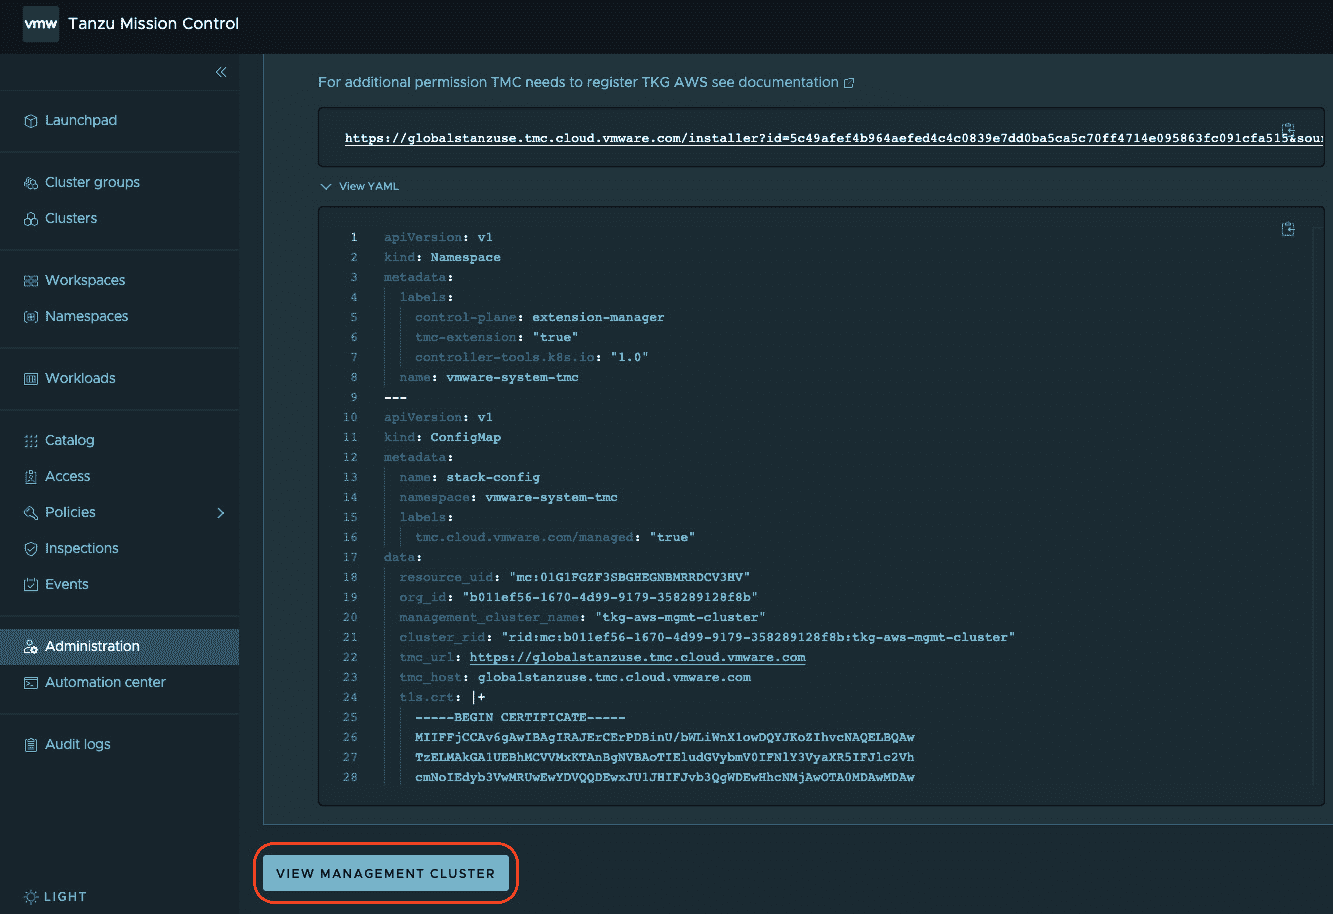 vmw Tanzu Mission Control
Launchpad
Cluster groups
Clusters
Workspaces
Namespaces
Workloads
Catalog
Access
Policies
Inspections
Events
Administration
Automation center
Audit logs
LIGHT
For additional permission TMC needs to register TKG AWS see documentation
https://globalstanzuse.tmc.cloud.vmware.com/installer?id=5c49afef4b964aefed4c4c0839e7dd0ba5ca5c70ff4714e095863fc091cfa515&sour
View YAML
1 apiVersion: v1
2 kind: Namespace
3 metadata:
4 labels:
5 control-plane: extension-manager
6 tmc-extension: "true"
7 controller-tools.k8s.io: "1.0"
8 name: vmware-system-tmc
9 ---
10 apiVersion: v1
11 kind: ConfigMap
12 metadata:
13 name: stack-config
14 namespace: vmware-system-tmc
15 labels:
16 tmc.cloud.vmware.com/managed: "true"
17 data:
18 resource_uid: "mc:01G1FGZF3SBGHEGNBMRRDCV3HV"
19 org_id: "b011ef56-1670-4d99-9179-358289128f8b"
20 management_cluster_name: "tkg-aws-mgmt-cluster"
21 cluster_rid: "rid:mc:b011ef56-1670-4d99-9179-358289128f8b:tkg-aws-mgmt-cluster"
22 tmc_url: https://globalstanzuse.tmc.cloud.vmware.com
23 tmc_host: globalstanzuse.tmc.cloud.vmware.com
24 tls.crt: |+
25 -----BEGIN CERTIFICATE-----
26 MIIFFjCCAv6gAwIBAgIRAJErCErPDBinU/bWLiWnX1owDQYJKoZIhvcNAQELBQAw
27 TzELMAkGA1UEBhMCVVMxKTAnBgNVBAoTIEludGVybmV0IFNlY3VyaXR5IFJlc2Vh
28 cmNoIEdyb3VwMRUwEwYDVQQDEwxJU1JHIFJvb3QgWDEwHhcNMjAwOTA0MDAwMDAw
VIEW MANAGEMENT CLUSTER